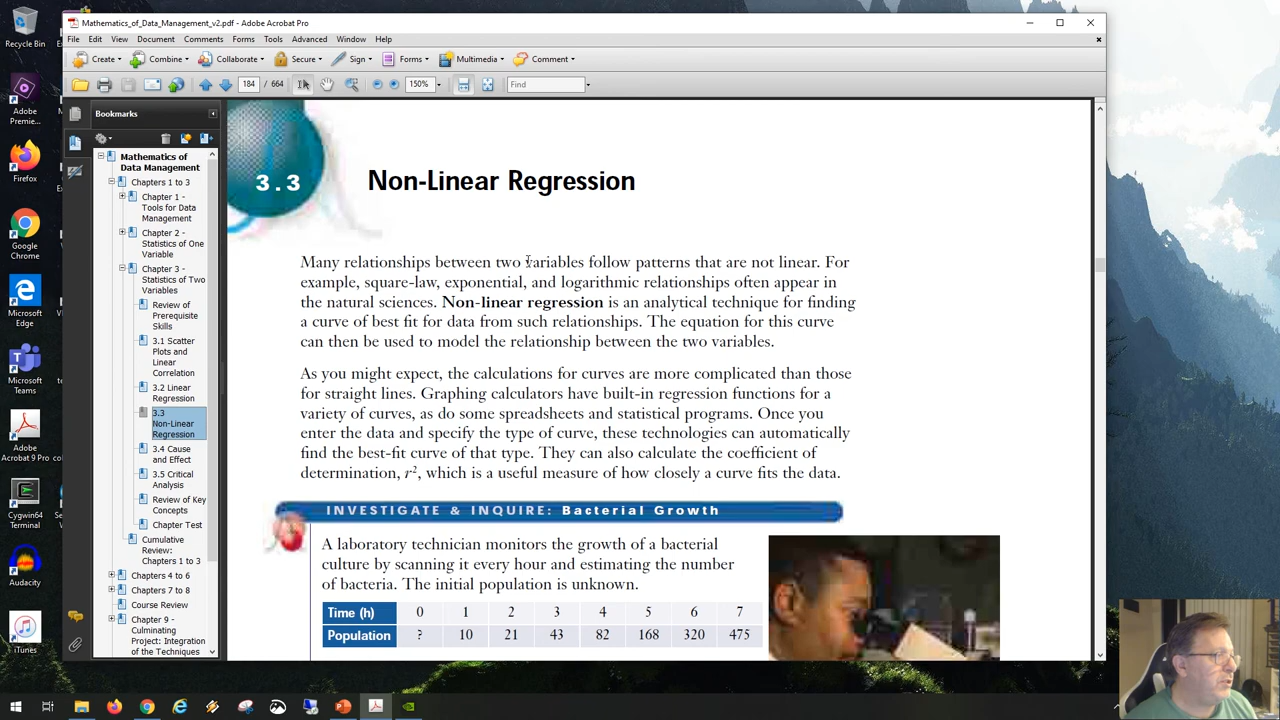 Recycle Bin
Adobe
Premie...
Firefox
Google
Chrome
Microsoft
Edge
Microsoft
Teams
Adobe
Acrobat 9 Pro
Cygwin64
Terminal
Audacity
iTunes
Mathematics_of_Data_Management_v2.pdf - Adobe Acrobat Pro
File Edit View Document Comments Forms Tools Advanced Window Help
Create Combine Collaborate Secure Sign Forms Multimedia Comment
184 / 664 150% Find
Bookmarks
Mathematics of
Data Management
Chapters 1 to 3
Chapter 1 -
Tools for Data
Management
Chapter 2 -
Statistics of One
Variable
Chapter 3 -
Statistics of Two
Variables
Review of
Prerequisite
Skills
3.1 Scatter
Plots and
Linear
Correlation
3.2 Linear
Regression
3.3
Non-Linear
Regression
3.4 Cause
and Effect
3.5 Critical
Analysis
Review of Key
Concepts
Chapter Test
Cumulative
Review:
Chapters 1 to 3
Chapters 4 to 6
Chapters 7 to 8
Course Review
Chapter 9 -
Culminating
Project: Integration
of the Techniques
3.3 Non-Linear Regression
Many relationships between two variables follow patterns that are not linear. For
example, square-law, exponential, and logarithmic relationships often appear in
the natural sciences. Non-linear regression is an analytical technique for finding
a curve of best fit for data from such relationships. The equation for this curve
can then be used to model the relationship between the two variables.
As you might expect, the calculations for curves are more complicated than those
for straight lines. Graphing calculators have built-in regression functions for a
variety of curves, as do some spreadsheets and statistical programs. Once you
enter the data and specify the type of curve, these technologies can automatically
find the best-fit curve of that type. They can also calculate the coefficient of
determination, r², which is a useful measure of how closely a curve fits the data.
INVESTIGATE & INQUIRE: Bacterial Growth
A laboratory technician monitors the growth of a bacterial
culture by scanning it every hour and estimating the number
of bacteria. The initial population is unknown.
Time (h) 0 1 2 3 4 5 6 7
Population ? 10 21 43 82 168 320 475